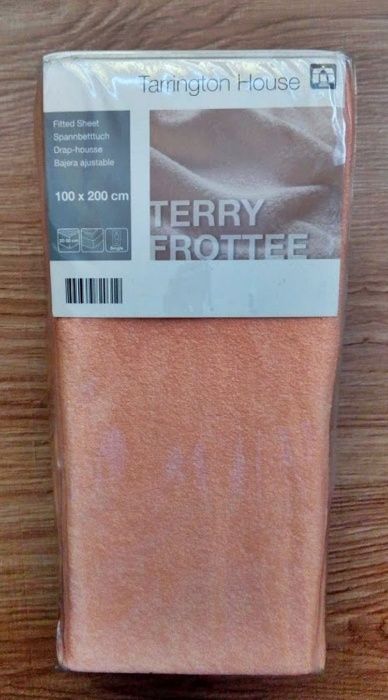 Tarrington House
Fitted Sheet
Spannbetttuch
Drap-housse
Bajera ajustable
100 x 200 cm
TERRY
FROTTEE